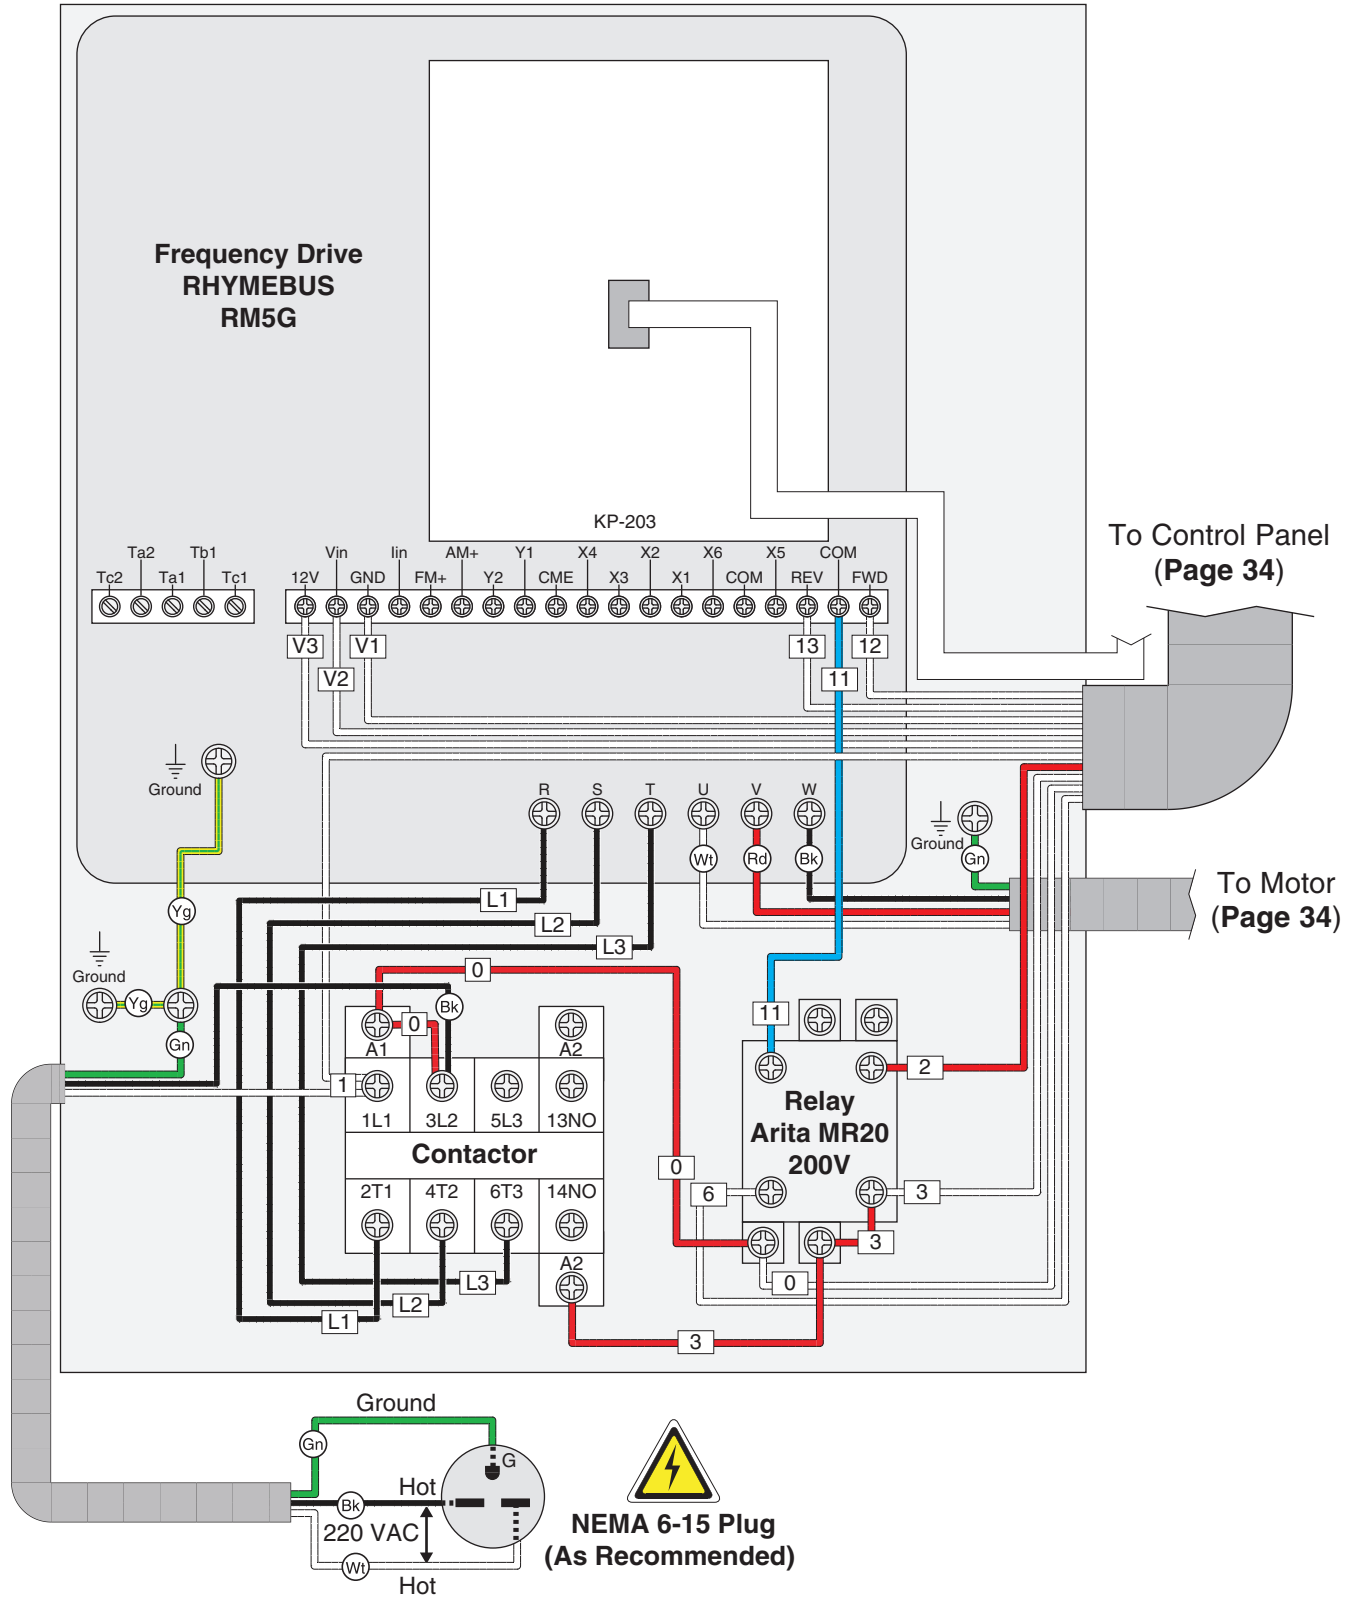 Frequency Drive
RHYMEBUS
RM5G
KP-203
To Control Panel
(Page 34)
Ta2 Tb1 Vin Iin AM+ Y1 X4 X2 X6 X5 COM
Tc2 Ta1 Tc1 12V GND FM+ Y2 CME X3 X1 COM REV FWD
V3 V1 13 12
V2 11
Ground
R S T U V W
Ground
Wt Rd Bk Gn
To Motor
(Page 34)
L1
Yg
L2
L3
Ground
0
Yg
Bk
11
0
Gn
A1 A2
2
1
1L1 3L2 5L3 13NO
Relay
Arita MR20
200V
Contactor
0
2T1 4T2 6T3 14NO
6 3
3
A2
L3 0
L2
L1
3
Ground
Gn
G
Hot
Bk
220 VAC
NEMA 6-15 Plug
(As Recommended)
Wt
Hot